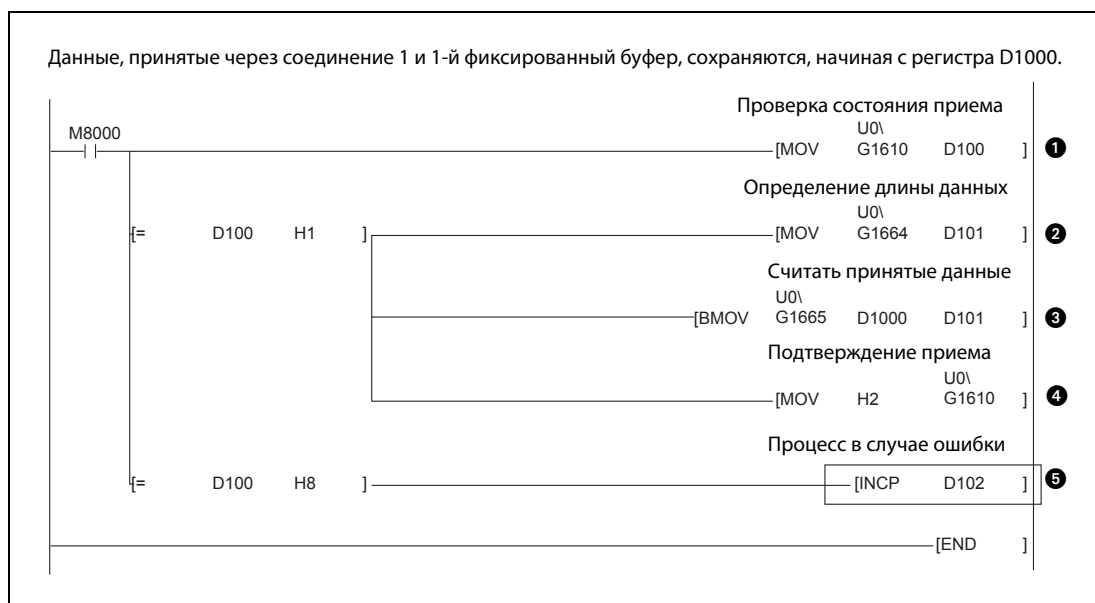 Данные, принятые через соединение 1 и 1-й фиксированный буфер, сохраняются, начиная с регистра D1000.
Проверка состояния приема
M8000
U0\
[MOV G1610 D100 ] 1
Определение длины данных
U0\
[= D100 H1 ] [MOV G1664 D101 ] 2
Считать принятые данные
U0\
[BMOV G1665 D1000 D101 ] 3
Подтверждение приема
U0\
[MOV H2 G1610 ] 4
Процесс в случае ошибки
[= D100 H8 ] [INCP D102 ] 5
[END ]